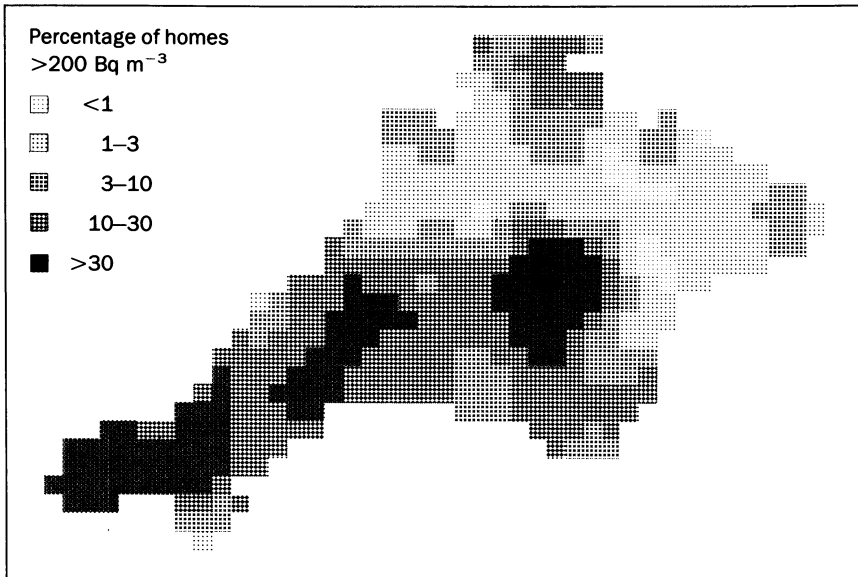 Percentage of homes
>200 Bq m⁻³
<1
1–3
3–10
10–30
>30